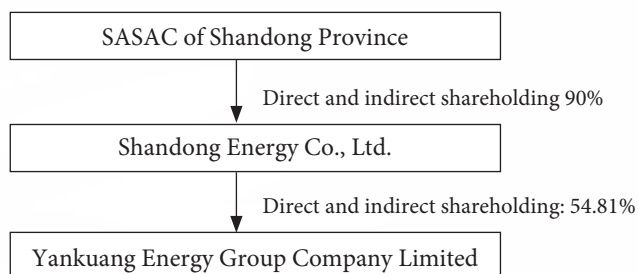 SASAC of Shandong Province
Direct and indirect shareholding 90%
Shandong Energy Co., Ltd.
Direct and indirect shareholding: 54.81%
Yankuang Energy Group Company Limited